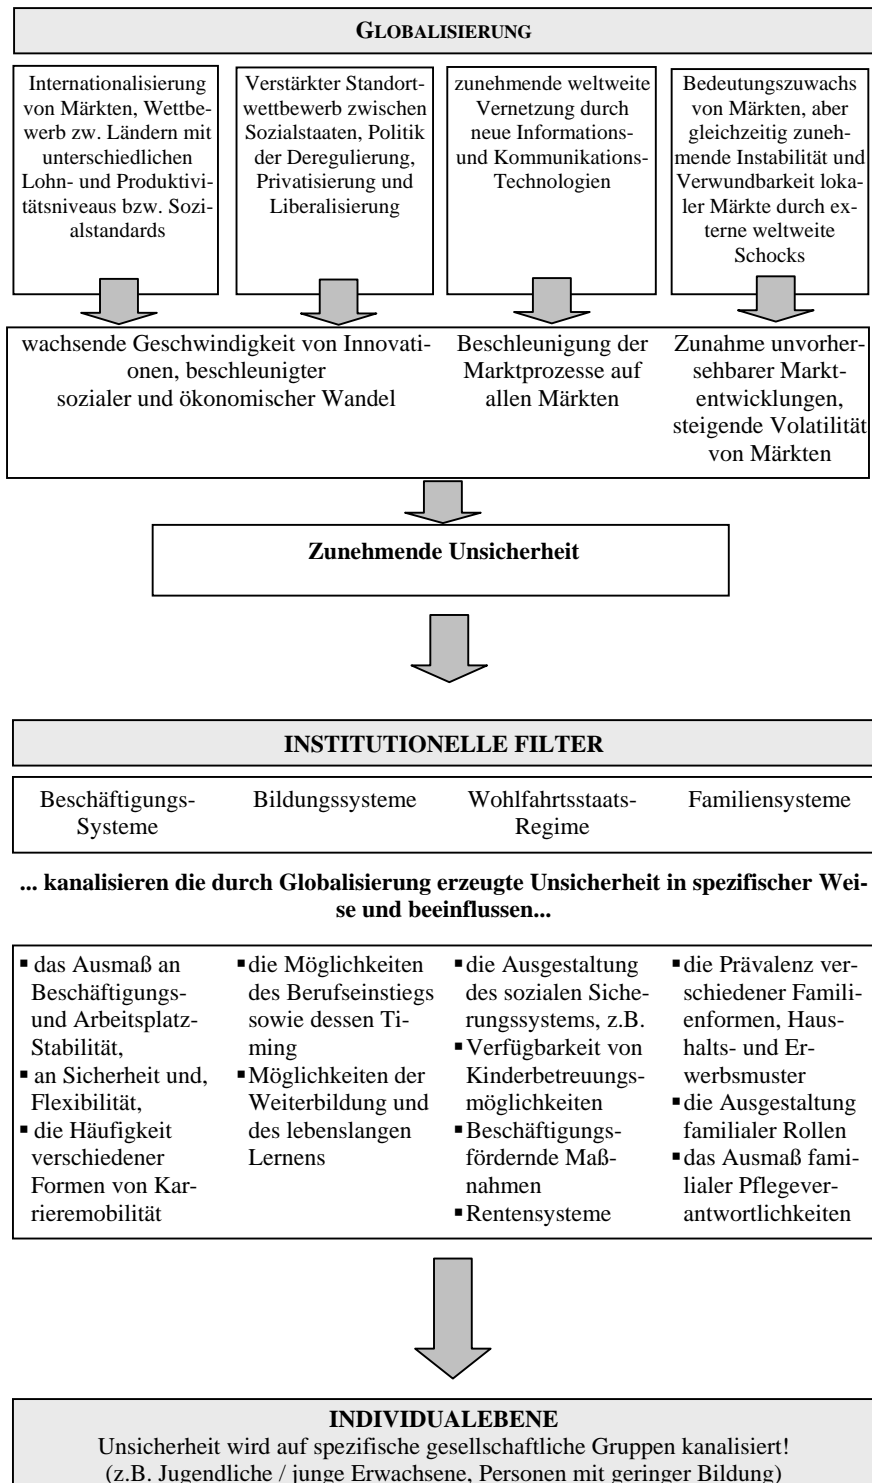 GLOBALISIERUNG
Internationalisierung
von Märkten, Wettbe-
werb zw. Ländern mit
unterschiedlichen
Lohn- und Produktivi-
tätsniveaus bzw. Sozi-
alstandards
Verstärkter Standort-
wettbewerb zwischen
Sozialstaaten, Politik
der Deregulierung,
Privatisierung und
Liberalisierung
zunehmende weltweite
Vernetzung durch
neue Informations-
und Kommunikations-
Technologien
Bedeutungszuwachs
von Märkten, aber
gleichzeitig zuneh-
mende Instabilität und
Verwundbarkeit loka-
ler Märkte durch ex-
terne weltweite
Schocks
wachsende Geschwindigkeit von Innovati-
onen, beschleunigter
sozialer und ökonomischer Wandel
Beschleunigung der
Marktprozesse auf
allen Märkten
Zunahme unvorher-
sehbarer Markt-
entwicklungen,
steigende Volatilität
von Märkten
Zunehmende Unsicherheit
INSTITUTIONELLE FILTER
Beschäftigungs-
Systeme
Bildungssysteme
Wohlfahrtsstaats-
Regime
Familiensysteme
... kanalisieren die durch Globalisierung erzeugte Unsicherheit in spezifischer Wei-
se und beeinflussen...
▪ das Ausmaß an
Beschäftigungs-
und Arbeitsplatz-
Stabilität,
▪ an Sicherheit und,
Flexibilität,
▪ die Häufigkeit
verschiedener
Formen von Kar-
rieremobilität
▪ die Möglichkeiten
des Berufseinstiegs
sowie dessen Ti-
ming
▪ Möglichkeiten der
Weiterbildung und
des lebenslangen
Lernens
▪ die Ausgestaltung
des sozialen Siche-
rungssystems, z.B.
▪ Verfügbarkeit von
Kinderbetreuungs-
möglichkeiten
▪ Beschäftigungs-
fördernde Maß-
nahmen
▪ Rentensysteme
▪ die Prävalenz ver-
schiedener Famili-
enformen, Haus-
halts- und Er-
werbsmuster
▪ die Ausgestaltung
familialer Rollen
▪ das Ausmaß fami-
lialer Pflegever-
antwortlichkeiten
INDIVIDUALEBENE
Unsicherheit wird auf spezifische gesellschaftliche Gruppen kanalisiert!
(z.B. Jugendliche / junge Erwachsene, Personen mit geringer Bildung)